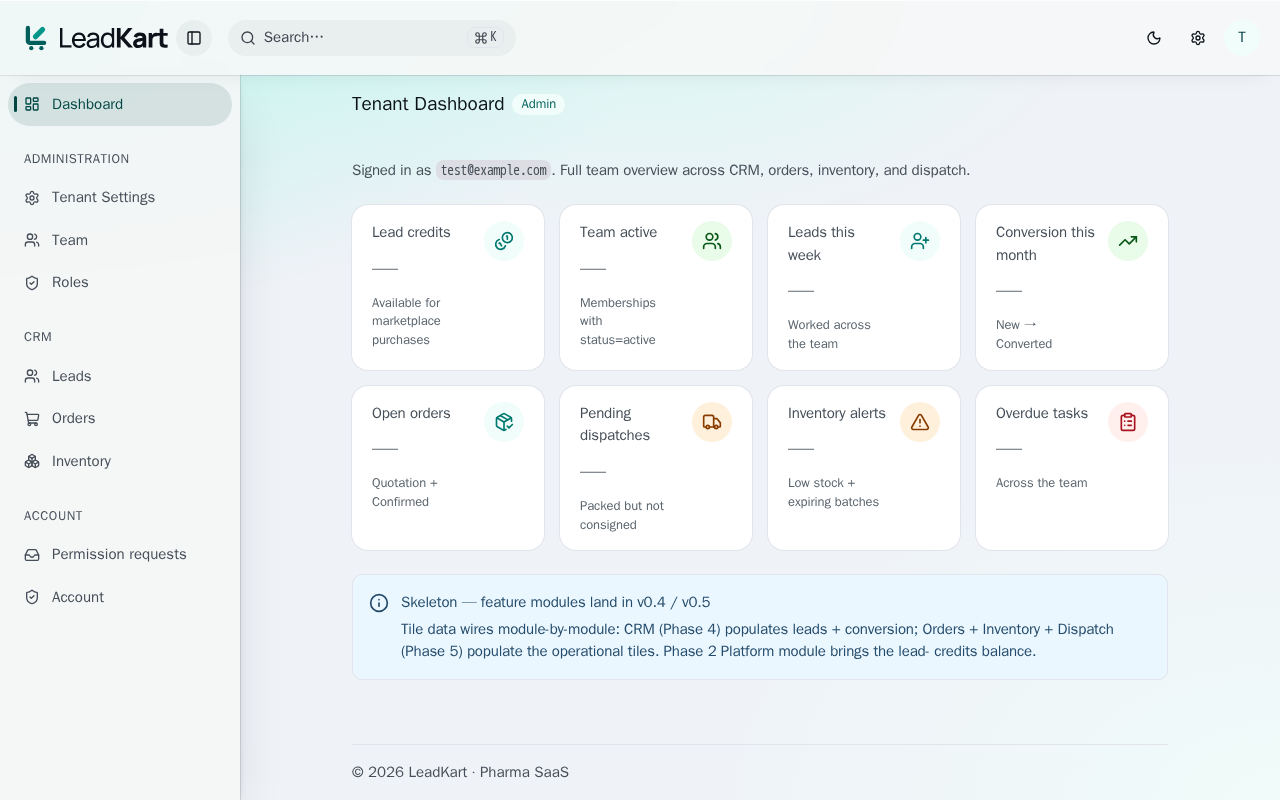 LeadKart
Search⋯
⌘ K
T
Dashboard
ADMINISTRATION
Tenant Settings
Team
Roles
CRM
Leads
Orders
Inventory
ACCOUNT
Permission requests
Account
Tenant Dashboard
Admin
Signed in as test@example.com. Full team overview across CRM, orders, inventory, and dispatch.
Lead credits
—
Available for
marketplace
purchases
Team active
—
Memberships
with
status=active
Leads this
week
—
Worked across
the team
Conversion this
month
—
New →
Converted
Open orders
—
Quotation +
Confirmed
Pending
dispatches
—
Packed but not
consigned
Inventory alerts
—
Low stock +
expiring batches
Overdue tasks
—
Across the team
Skeleton — feature modules land in v0.4 / v0.5
Tile data wires module-by-module: CRM (Phase 4) populates leads + conversion; Orders + Inventory + Dispatch
(Phase 5) populate the operational tiles. Phase 2 Platform module brings the lead- credits balance.
© 2026 LeadKart · Pharma SaaS